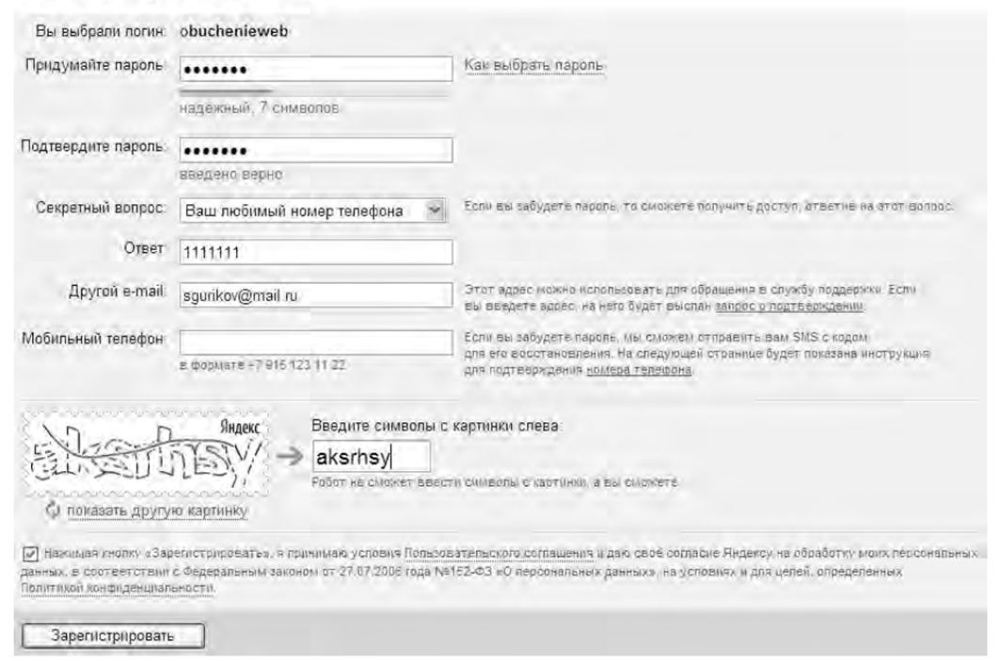 Вы выбрали логин: obuchenieweb
Придумайте пароль: ●●●●●●● Как выбрать пароль
надёжный, 7 символов
Подтвердите пароль: ●●●●●●●
введено верно
Секретный вопрос: Ваш любимый номер телефона Если вы забудете пароль, то сможете получить доступ, ответив на этот вопрос.
Ответ: 1111111
Другой e-mail: sgurikov@mail.ru Этот адрес можно использовать для обращения в службу поддержки. Если
вы введете адрес, на него будет выслан запрос о подтверждении.
Мобильный телефон: Если вы забудете пароль, мы сможем отправить вам SMS с кодом
в формате +7 916 123 11 22 для его восстановления. На следующей странице будет показана инструкция
для подтверждения номера телефона.
Яндекс
aksrhsy
Введите символы с картинки слева:
aksrhsy
Робот не сможет ввести символы с картинки, а вы сможете
показать другую картинку
Нажимая кнопку «Зарегистрировать», я принимаю условия Пользовательского соглашения и даю своё согласие Яндексу на обработку моих персональных
данных, в соответствии с Федеральным законом от 27.07.2006 года №152-ФЗ «О персональных данных», на условиях и для целей, определенных
Политикой конфиденциальности.
Зарегистрировать